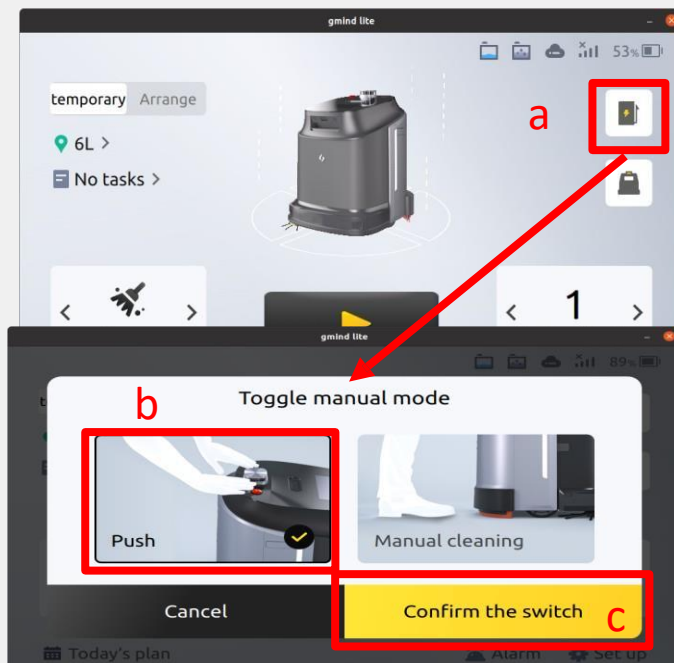 gmind lite
53%
temporary Arrange
a
6L >
No tasks >
< > < 1 >
gmind lite
89%
b
Toggle manual mode
Push
Manual cleaning
Cancel
Confirm the switch
c
Today's plan
Alarm
Set up